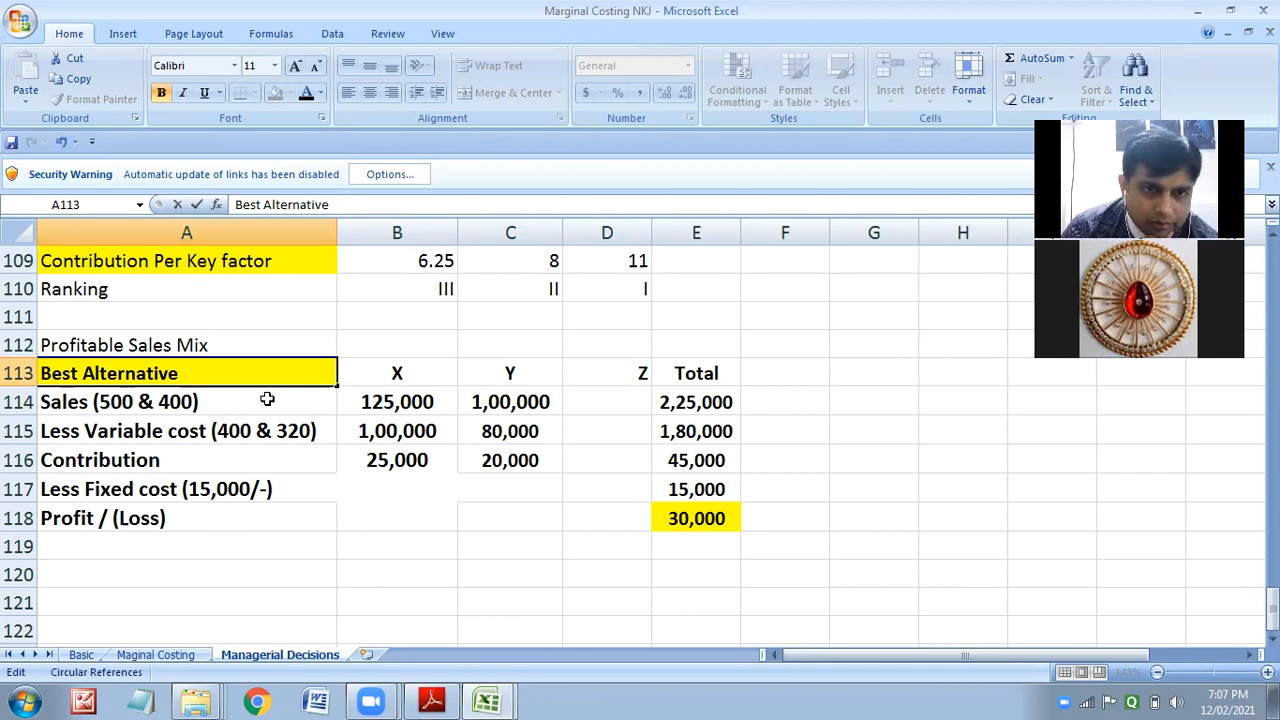 Marginal Costing NKJ - Microsoft Excel
Home Insert Page Layout Formulas Data Review View
Paste
Cut
Copy
Format Painter
Clipboard
Calibri 11
B I U
Font
Wrap Text
Merge & Center
Alignment
General
$ % ,
Number
Conditional Formatting
Format as Table
Cell Styles
Styles
Insert Delete Format
Cells
AutoSum
Fill
Clear
Sort & Filter
Find & Select
Editing
Security Warning Automatic update of links has been disabled Options...
A113 fx Best Alternative
A B C D E F G H
109 Contribution Per Key factor 6.25 8 11
110 Ranking III II I
111
112 Profitable Sales Mix
113 Best Alternative X Y Z Total
114 Sales (500 & 400) 125,000 1,00,000 2,25,000
115 Less Variable cost (400 & 320) 1,00,000 80,000 1,80,000
116 Contribution 25,000 20,000 45,000
117 Less Fixed cost (15,000/-) 15,000
118 Profit / (Loss) 30,000
119
120
121
122
Basic Maginal Costing Managerial Decisions
Edit Circular References
7:07 PM
12/02/2021